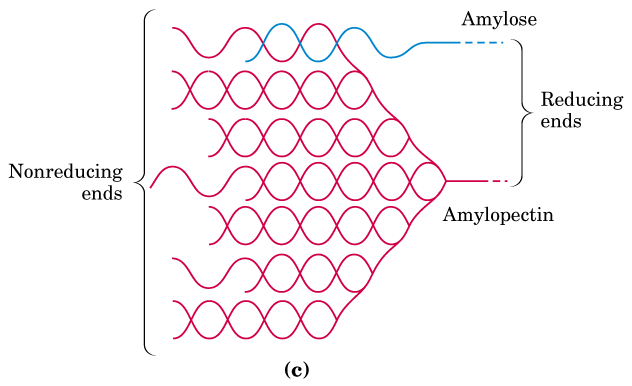 Amylose
Reducing
ends
Nonreducing
ends
Amylopectin
(c)